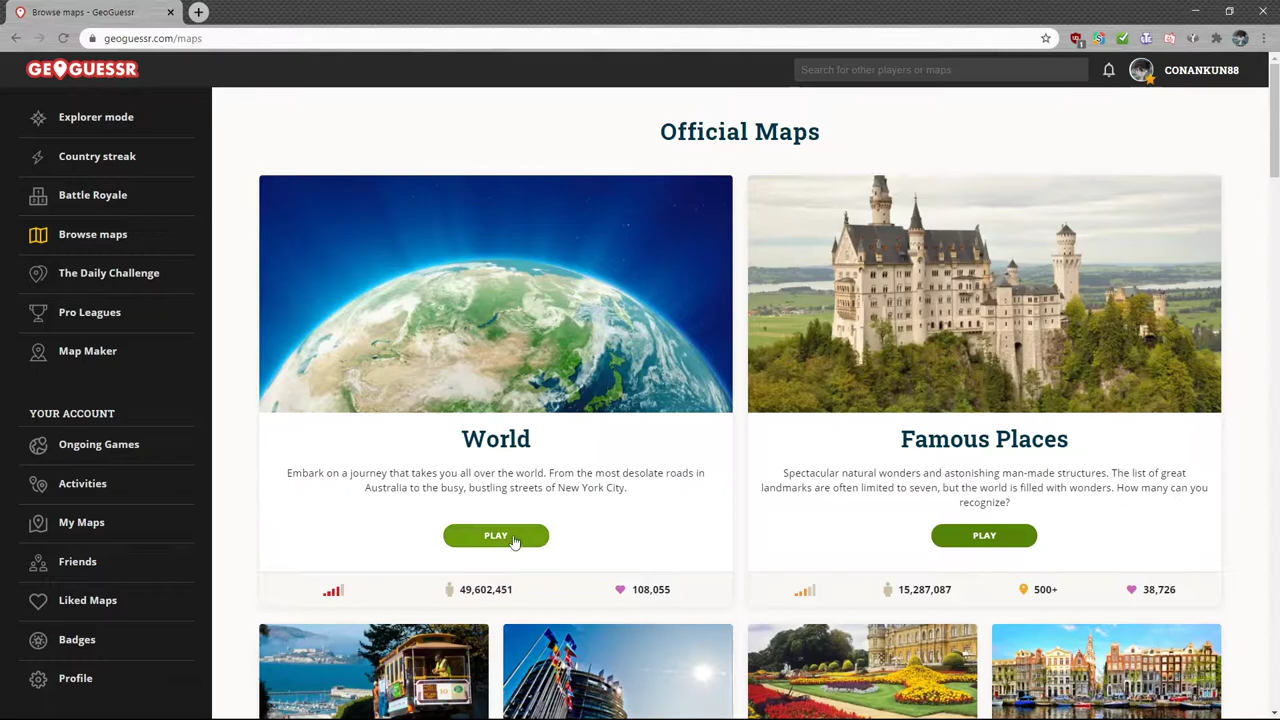 Browse maps - GeoGuessr
geoguessr.com/maps
GEOGUESSR
Search for other players or maps
CONANKUN88
Explorer mode
Country streak
Battle Royale
Browse maps
The Daily Challenge
Pro Leagues
Map Maker
YOUR ACCOUNT
Ongoing Games
Activities
My Maps
Friends
Liked Maps
Badges
Profile
Official Maps
World
Embark on a journey that takes you all over the world. From the most desolate roads in
Australia to the busy, bustling streets of New York City.
PLAY
49,602,451
108,055
Famous Places
Spectacular natural wonders and astonishing man-made structures. The list of great
landmarks are often limited to seven, but the world is filled with wonders. How many can you
recognize?
PLAY
15,287,087
500+
38,726